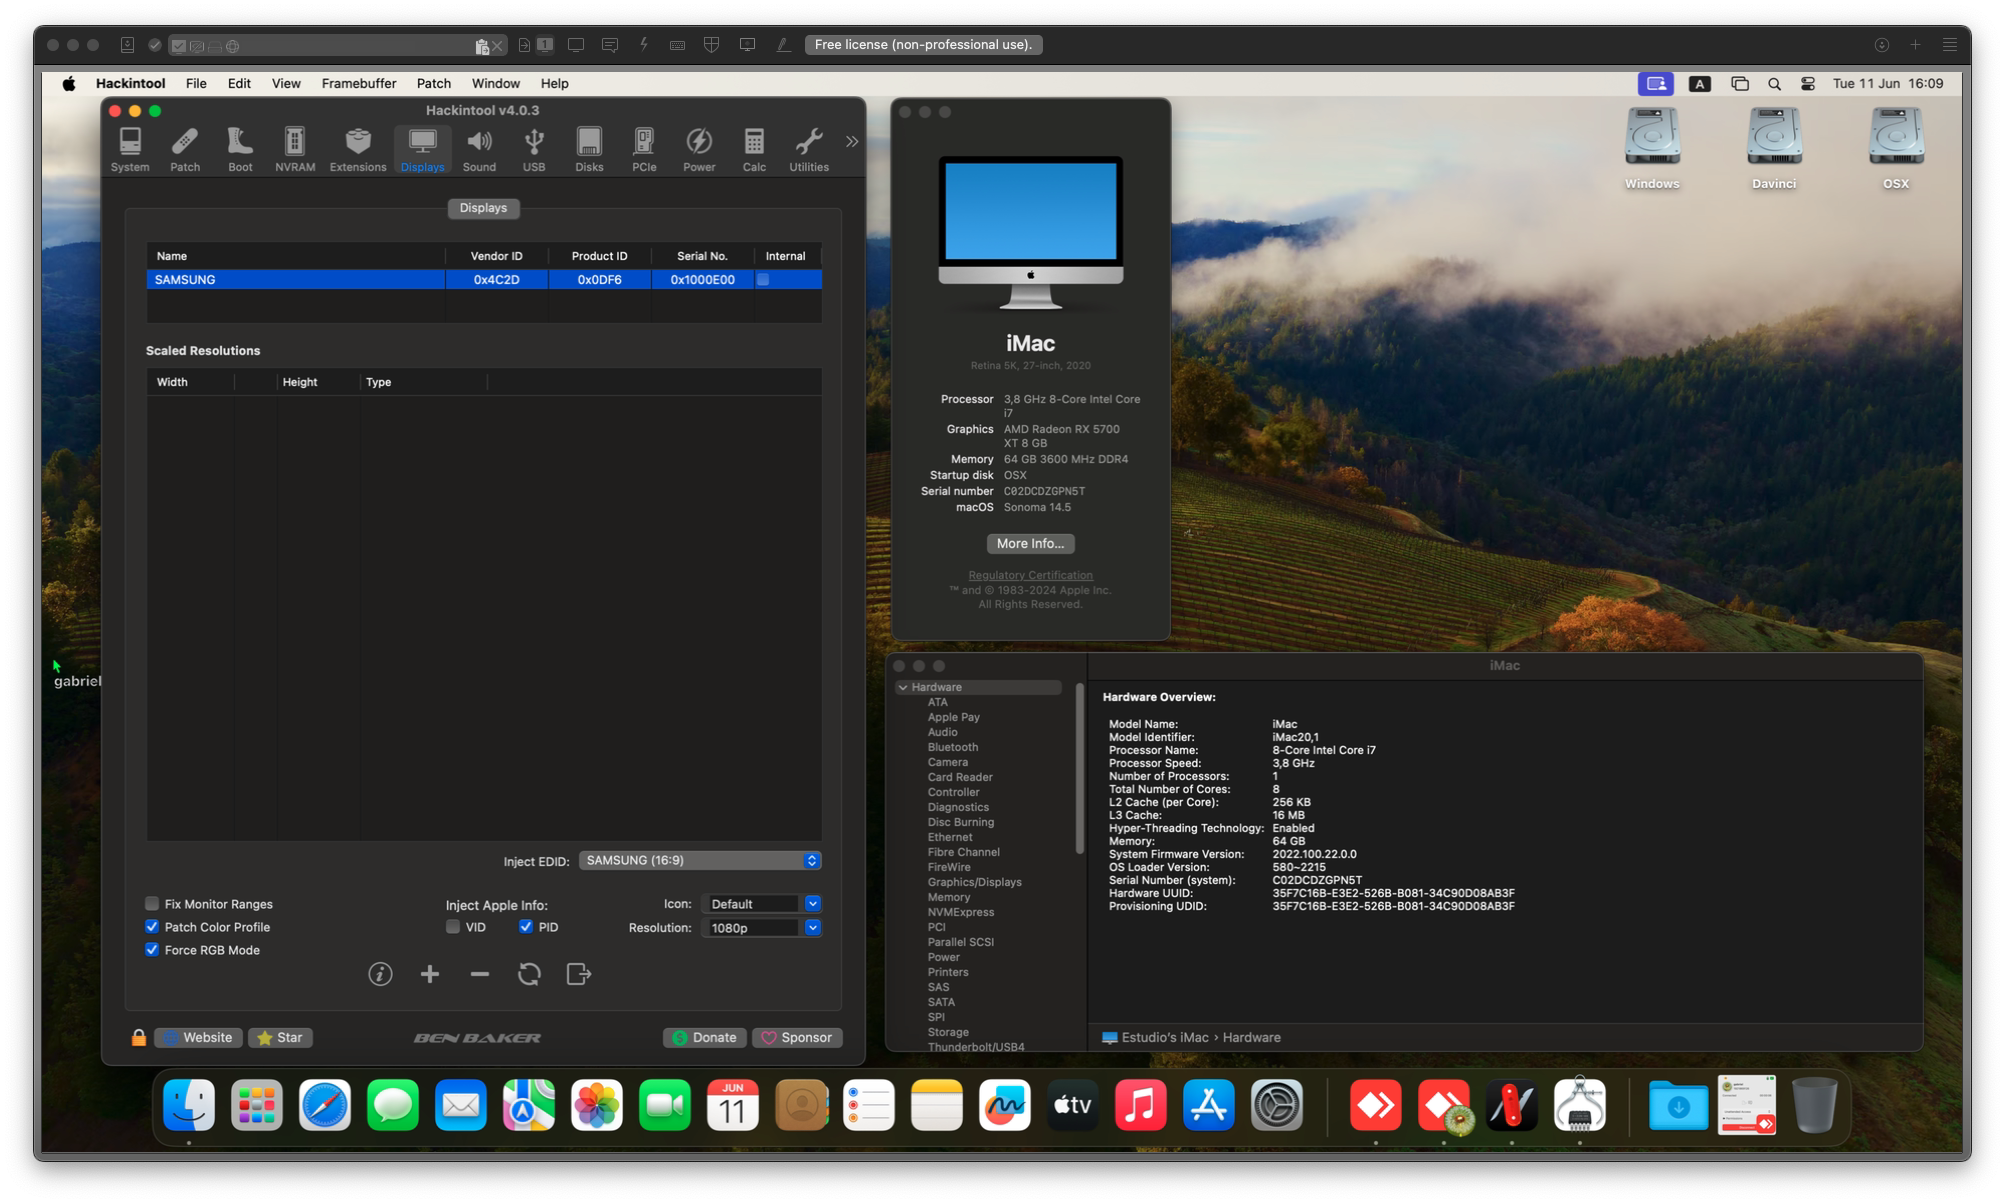 Free license (non-professional use).
Hackintool File Edit View Framebuffer Patch Window Help
A
Tue 11 Jun 16:09
Hackintool v4.0.3
System Patch Boot NVRAM Extensions Displays Sound USB Disks PCIe Power Calc Utilities
Displays
Name Vendor ID Product ID Serial No. Internal
SAMSUNG 0x4C2D 0x0DF6 0x1000E00
Scaled Resolutions
Width Height Type
Inject EDID: SAMSUNG (16:9)
Fix Monitor Ranges
Patch Color Profile
Force RGB Mode
Inject Apple Info:
VID PID
Icon: Default
Resolution: 1080p
Website Star BEN BAKER Donate Sponsor
iMac
Retina 5K, 27-inch, 2020
Processor 3,8 GHz 8-Core Intel Core
i7
Graphics AMD Radeon RX 5700
XT 8 GB
Memory 64 GB 3600 MHz DDR4
Startup disk OSX
Serial number C02DCDZGPN5T
macOS Sonoma 14.5
More Info...
Regulatory Certification
™ and © 1983-2024 Apple Inc.
All Rights Reserved.
Windows Davinci OSX
gabriel
iMac
Hardware
ATA
Apple Pay
Audio
Bluetooth
Camera
Card Reader
Controller
Diagnostics
Disc Burning
Ethernet
Fibre Channel
FireWire
Graphics/Displays
Memory
NVMExpress
PCI
Parallel SCSI
Power
Printers
SAS
SATA
SPI
Storage
Thunderbolt/USB4
Hardware Overview:
Model Name: iMac
Model Identifier: iMac20,1
Processor Name: 8-Core Intel Core i7
Processor Speed: 3,8 GHz
Number of Processors: 1
Total Number of Cores: 8
L2 Cache (per Core): 256 KB
L3 Cache: 16 MB
Hyper-Threading Technology: Enabled
Memory: 64 GB
System Firmware Version: 2022.100.22.0.0
OS Loader Version: 580~2215
Serial Number (system): C02DCDZGPN5T
Hardware UUID: 35F7C16B-E3E2-526B-B081-34C90D08AB3F
Provisioning UDID: 35F7C16B-E3E2-526B-B081-34C90D08AB3F
Estudio's iMac › Hardware
JUN
11
tv